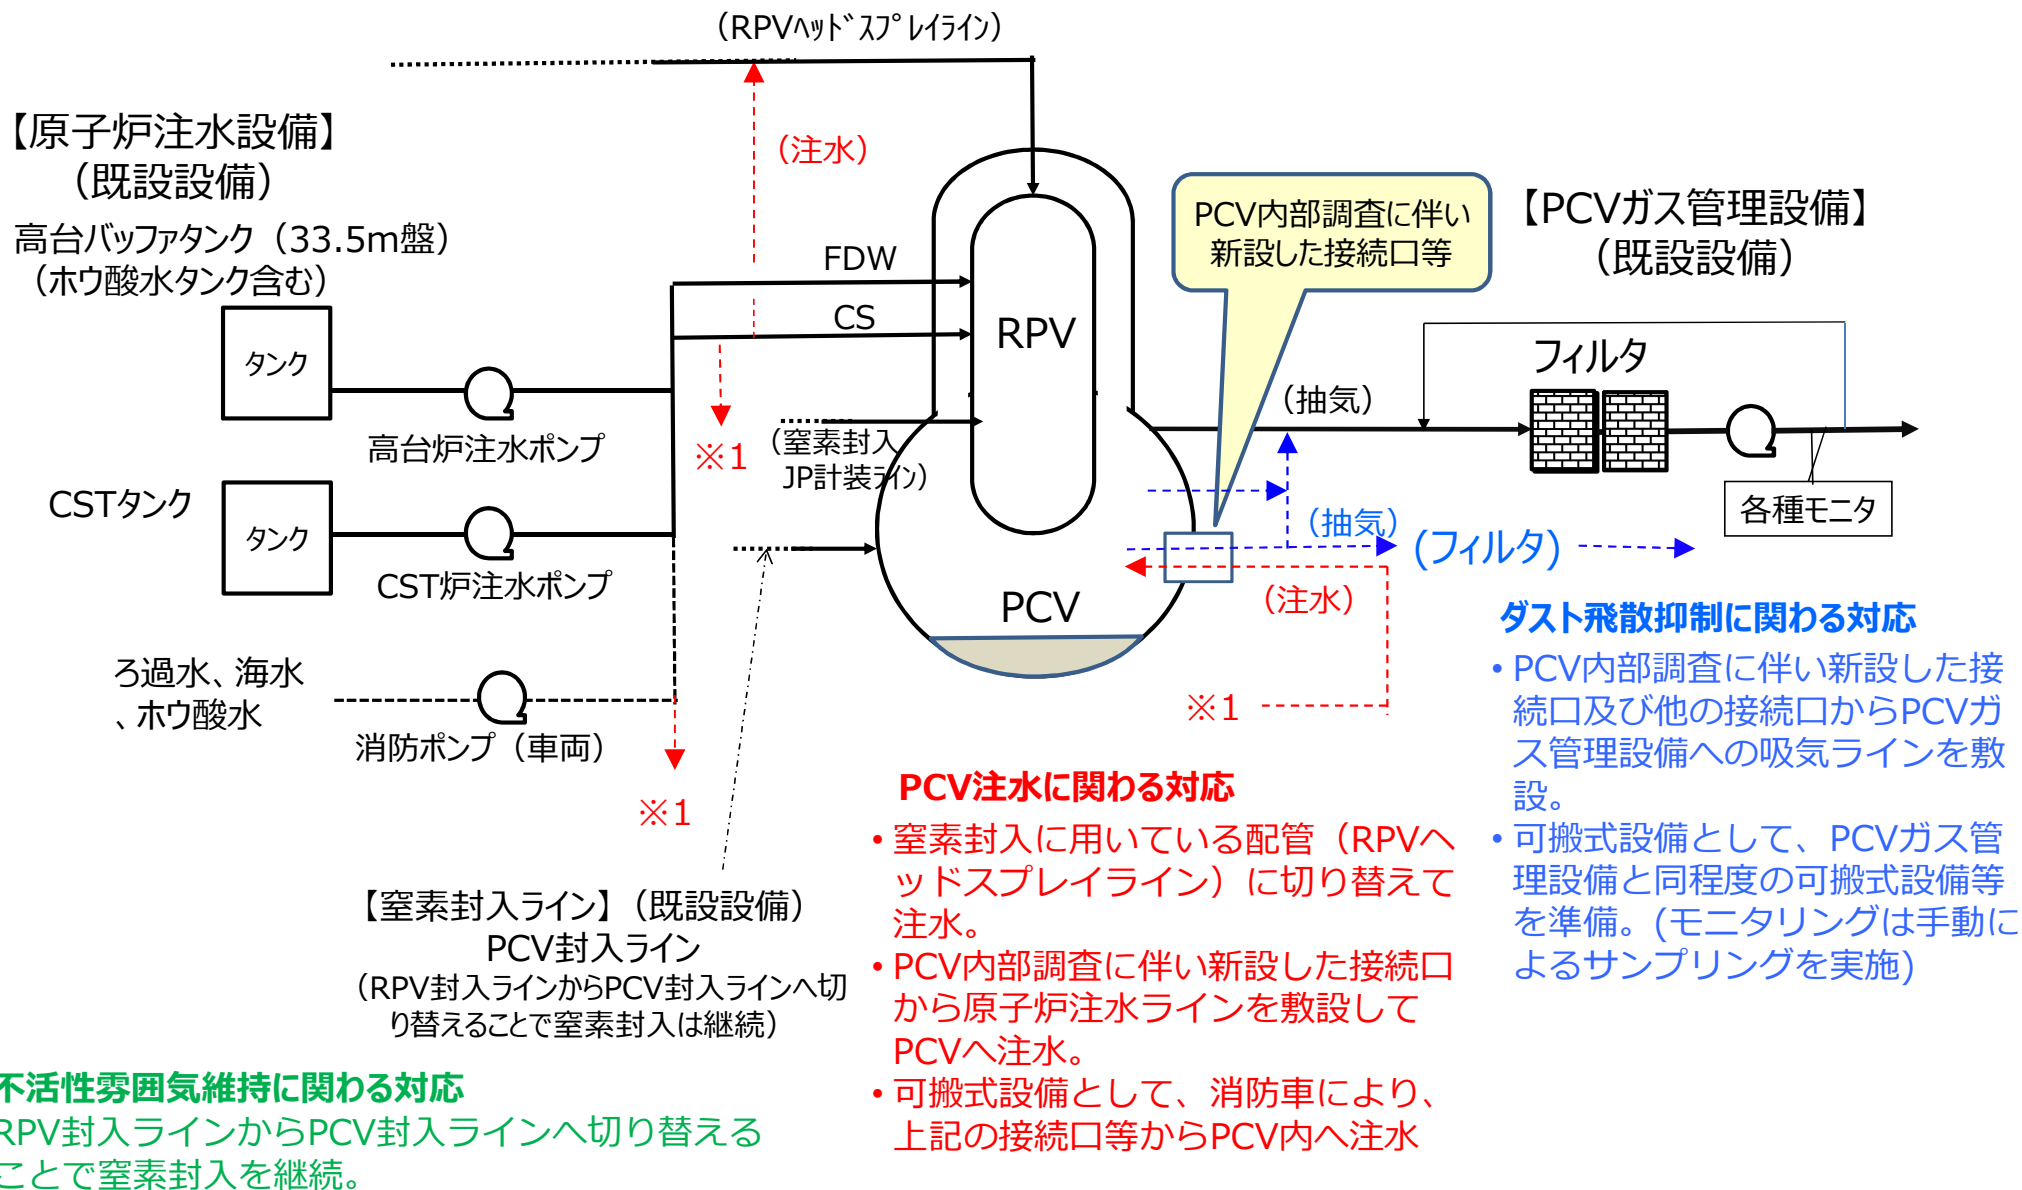 （RPVヘッドスプレイライン）
【原子炉注水設備】
（既設設備）
高台バッファタンク（33.5m盤）
（ホウ酸水タンク含む）
タンク
高台炉注水ポンプ
CSTタンク
タンク
CST炉注水ポンプ
ろ過水、海水
、ホウ酸水
消防ポンプ（車両）
※1
（注水）
FDW
CS
※1
（窒素封入
JP計装ライン）
RPV
PCV
PCV内部調査に伴い
新設した接続口等
【PCVガス管理設備】
（既設設備）
フィルタ
（抽気）
各種モニタ
（抽気）
(フィルタ)
（注水）
※1
【窒素封入ライン】（既設設備）
PCV封入ライン
（RPV封入ラインからPCV封入ラインへ切
り替えることで窒素封入は継続）
不活性雰囲気維持に関わる対応
RPV封入ラインからPCV封入ラインへ切り替える
ことで窒素封入を継続。
PCV注水に関わる対応
• 窒素封入に用いている配管（RPVヘ
ッドスプレイライン）に切り替えて
注水。
• PCV内部調査に伴い新設した接続口
から原子炉注水ラインを敷設して
PCVへ注水。
• 可搬式設備として、消防車により、
上記の接続口等からPCV内へ注水
ダスト飛散抑制に関わる対応
• PCV内部調査に伴い新設した接
続口及び他の接続口からPCVガ
ス管理設備への吸気ラインを敷
設。
• 可搬式設備として、PCVガス管
理設備と同程度の可搬式設備等
を準備。(モニタリングは手動に
よるサンプリングを実施)